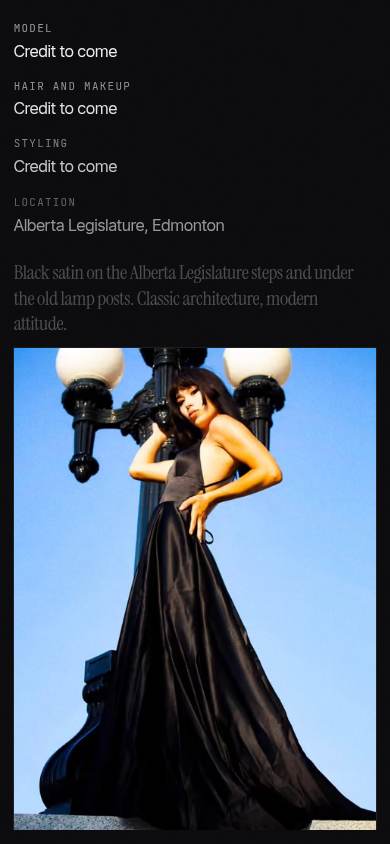 MODEL
Credit to come
HAIR AND MAKEUP
Credit to come
STYLING
Credit to come
LOCATION
Alberta Legislature, Edmonton
Black satin on the Alberta Legislature steps and under
the old lamp posts. Classic architecture, modern
attitude.